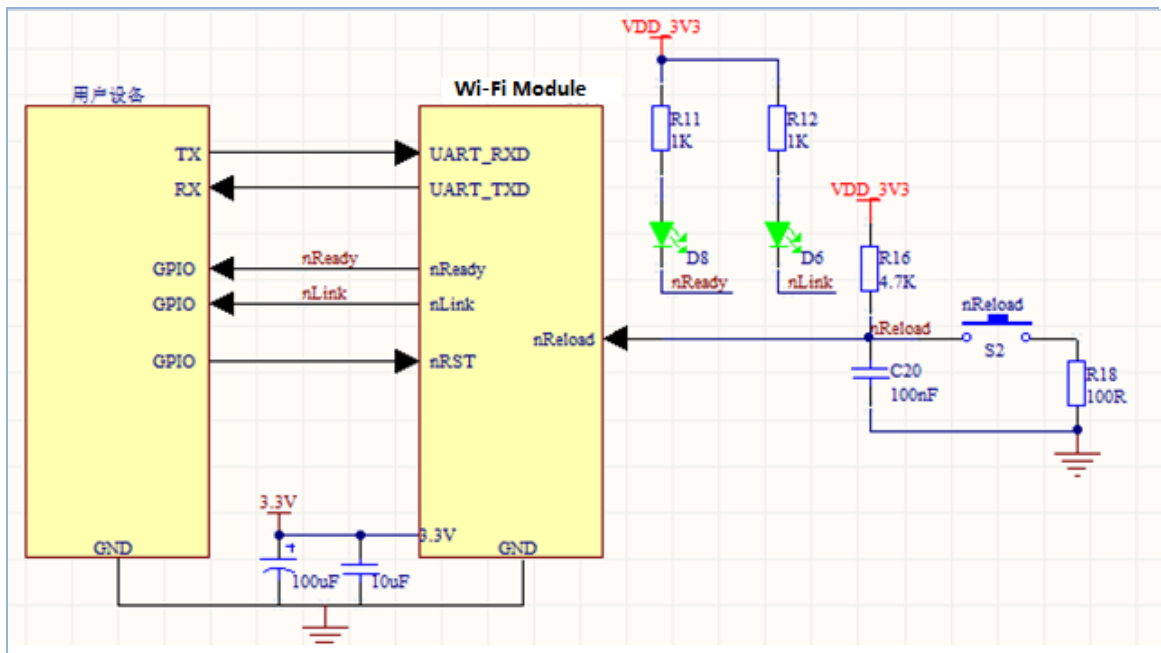 VDD_3V3
用户设备
Wi-Fi Module
R11
1K
R12
1K
TX
UART_RXD
RX
UART_TXD
VDD_3V3
D8
D6
R16
4.7K
GPIO
nReady
nReady
nReady
nLink
GPIO
nLink
nLink
nReload
nReload
nReload
S2
GPIO
nRST
C20
100nF
R18
100R
3.3V
3.3V
GND
GND
+
100uF
10uF